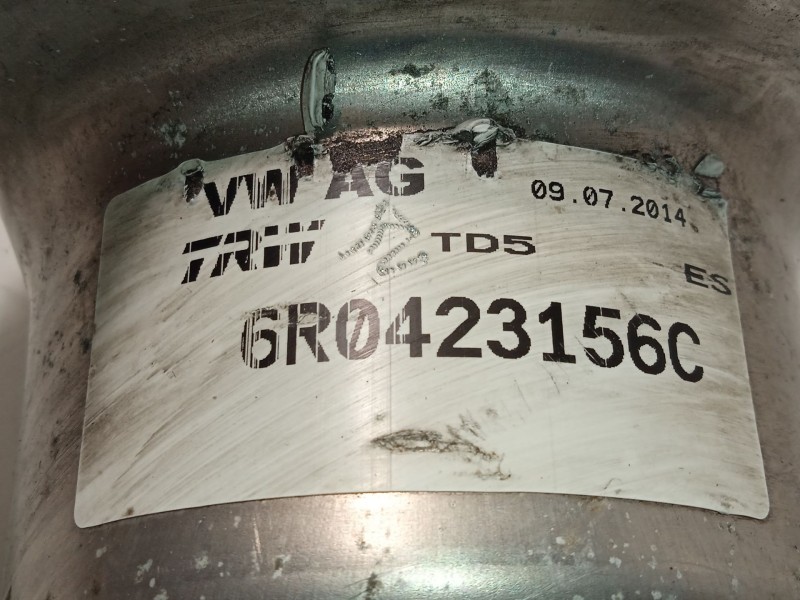 VW AG
09.07.2014
TRW
TD5
ES
6R0423156C